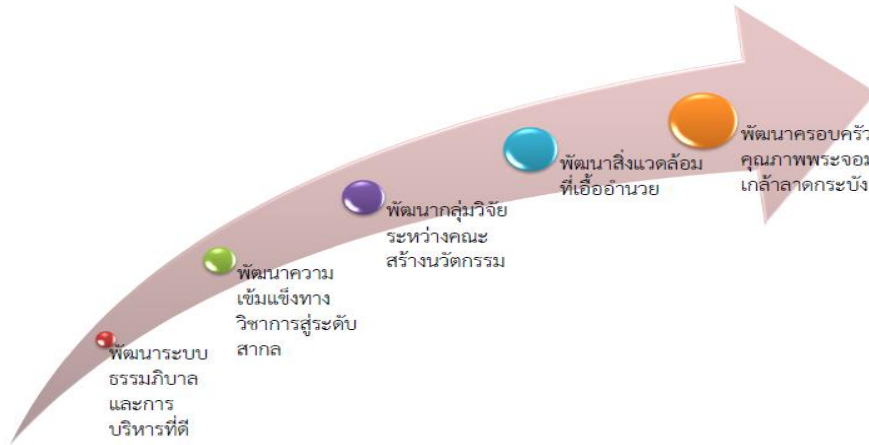 พัฒนาระบบ
ธรรมภิบาล
และการ
บริหารที่ดี
พัฒนาความ
เข้มแข็งทาง
วิชาการสู่ระดับ
สากล
พัฒนากลุ่มวิจัย
ระหว่างคณะ
สร้างนวัตกรรม
พัฒนาสิ่งแวดล้อม
ที่เอื้ออำนวย
พัฒนาครอบครัว
คุณภาพพระจอม
เกล้าลาดกระบัง